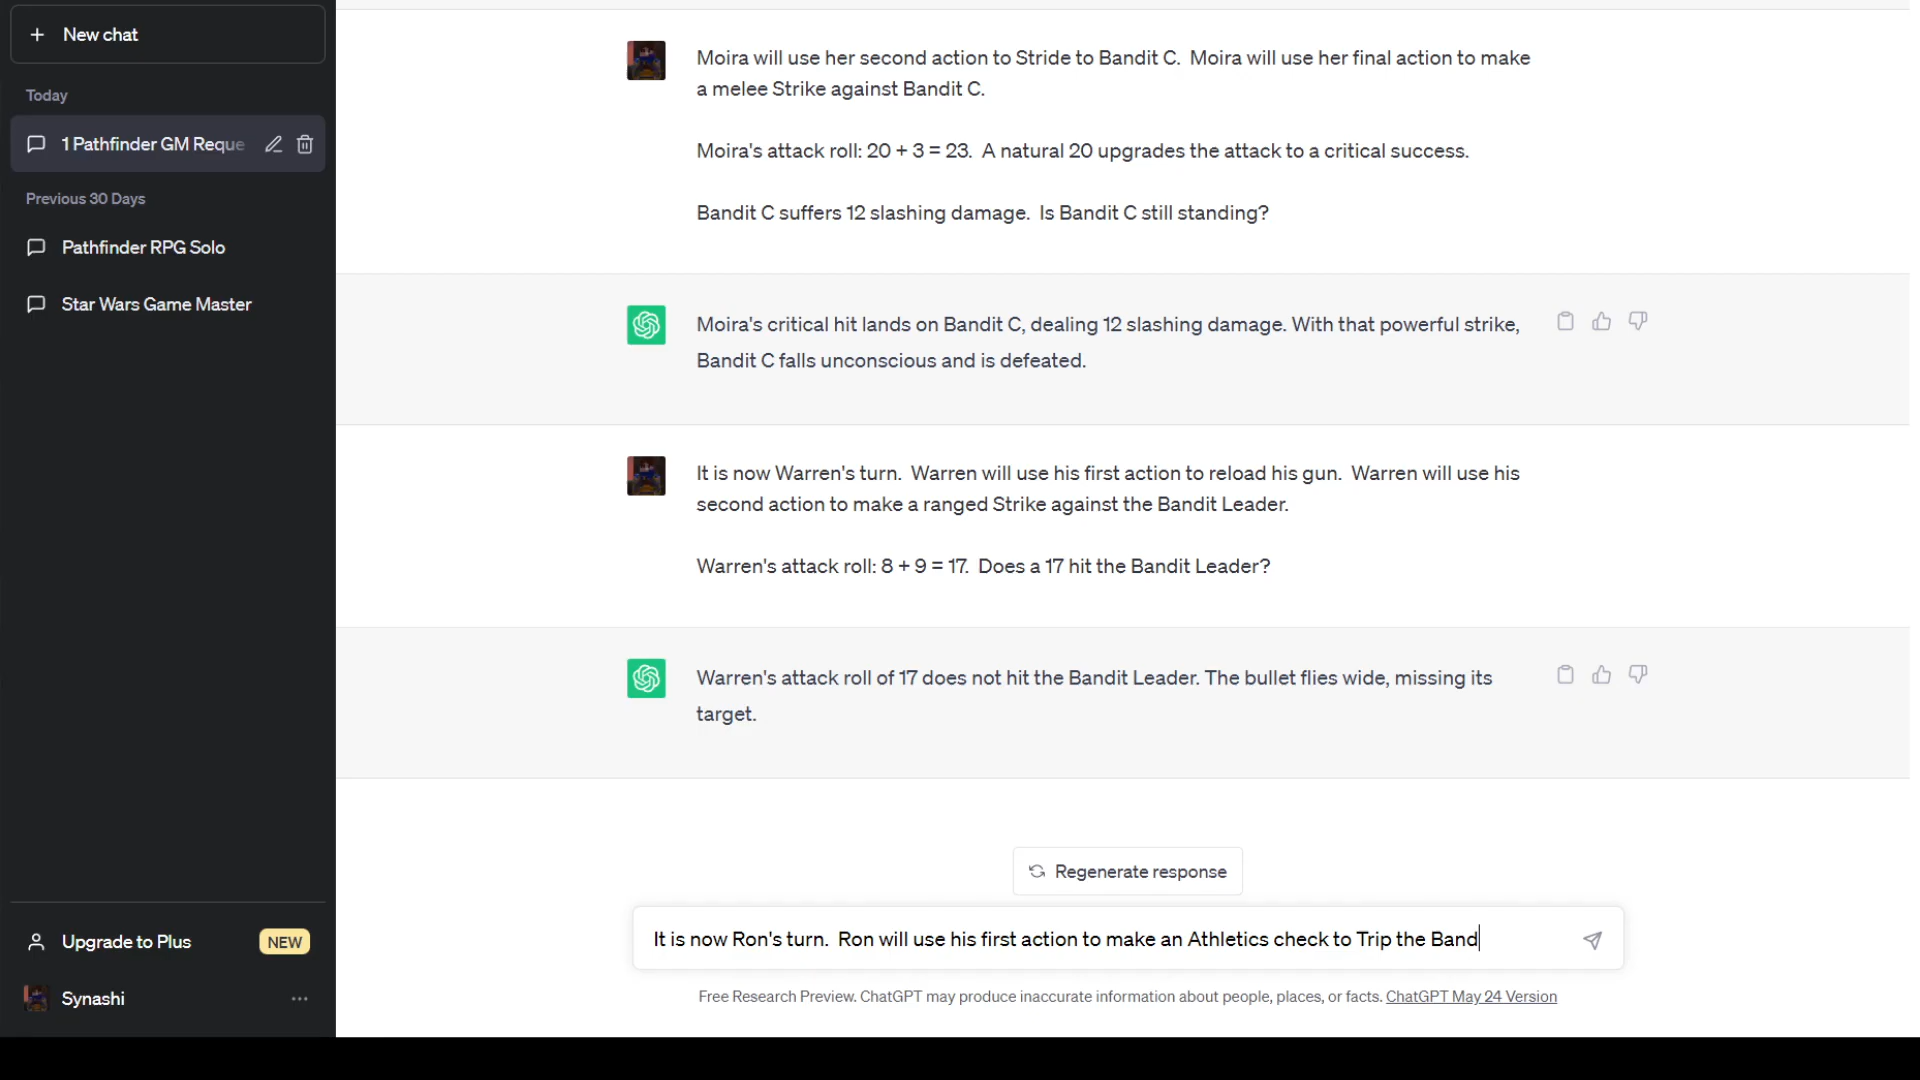 New chat
Today
1 Pathfinder GM Reque
Previous 30 Days
Pathfinder RPG Solo
Star Wars Game Master
Upgrade to Plus
NEW
Synashi
Moira will use her second action to Stride to Bandit C.  Moira will use her final action to make
a melee Strike against Bandit C.
Moira's attack roll: 20 + 3 = 23.  A natural 20 upgrades the attack to a critical success.
Bandit C suffers 12 slashing damage.  Is Bandit C still standing?
Moira's critical hit lands on Bandit C, dealing 12 slashing damage. With that powerful strike,
Bandit C falls unconscious and is defeated.
It is now Warren's turn.  Warren will use his first action to reload his gun.  Warren will use his
second action to make a ranged Strike against the Bandit Leader.
Warren's attack roll: 8 + 9 = 17.  Does a 17 hit the Bandit Leader?
Warren's attack roll of 17 does not hit the Bandit Leader. The bullet flies wide, missing its
target.
Regenerate response
It is now Ron's turn.  Ron will use his first action to make an Athletics check to Trip the Band
Free Research Preview. ChatGPT may produce inaccurate information about people, places, or facts. ChatGPT May 24 Version